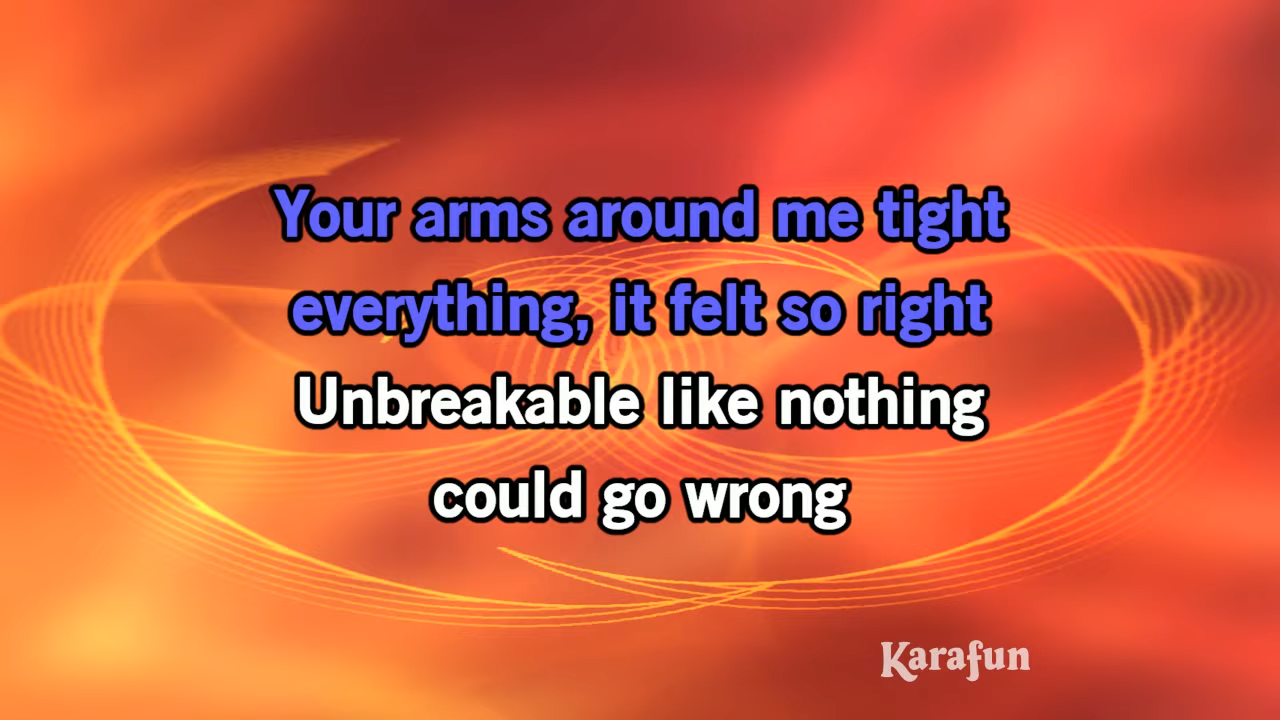 Your arms around me tight
everything, it felt so right
Unbreakable like nothing
could go wrong
Karafun